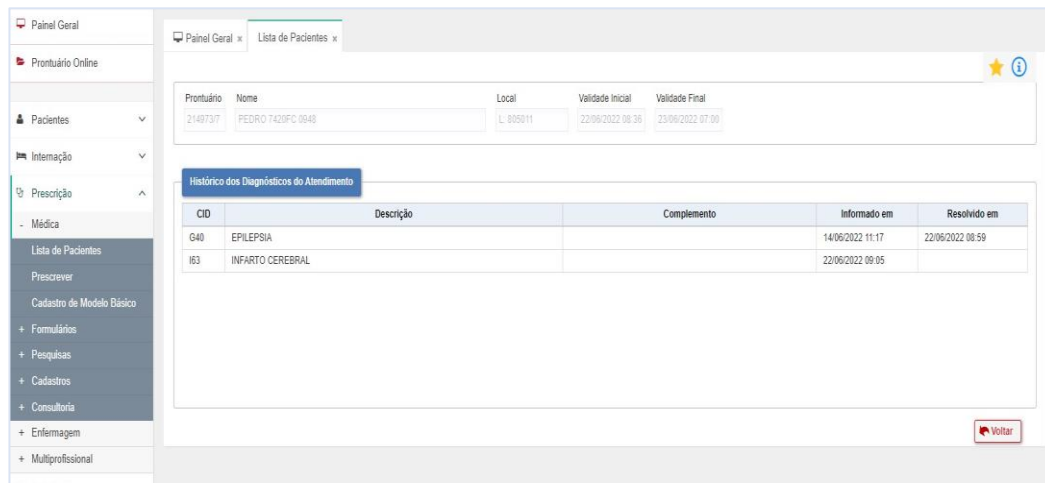 Painel Geral
Prontuário Online
Pacientes
Internação
Prescrição
- Médica
Lista de Pacientes
Prescrever
Cadastro de Modelo Básico
+ Formulários
+ Pesquisas
+ Cadastros
+ Consultoria
+ Enfermagem
+ Multiprofissional
Painel Geral x Lista de Pacientes x
Prontuário Nome Local Validade Inicial Validade Final
214973/7 PEDRO 7420FC.0948 L: 805011 22/06/2022 08:36 23/06/2022 07:00
Histórico dos Diagnósticos do Atendimento
CID Descrição Complemento Informado em Resolvido em
G40 EPILEPSIA 14/06/2022 11:17 22/06/2022 08:59
I63 INFARTO CEREBRAL 22/06/2022 09:05
Voltar